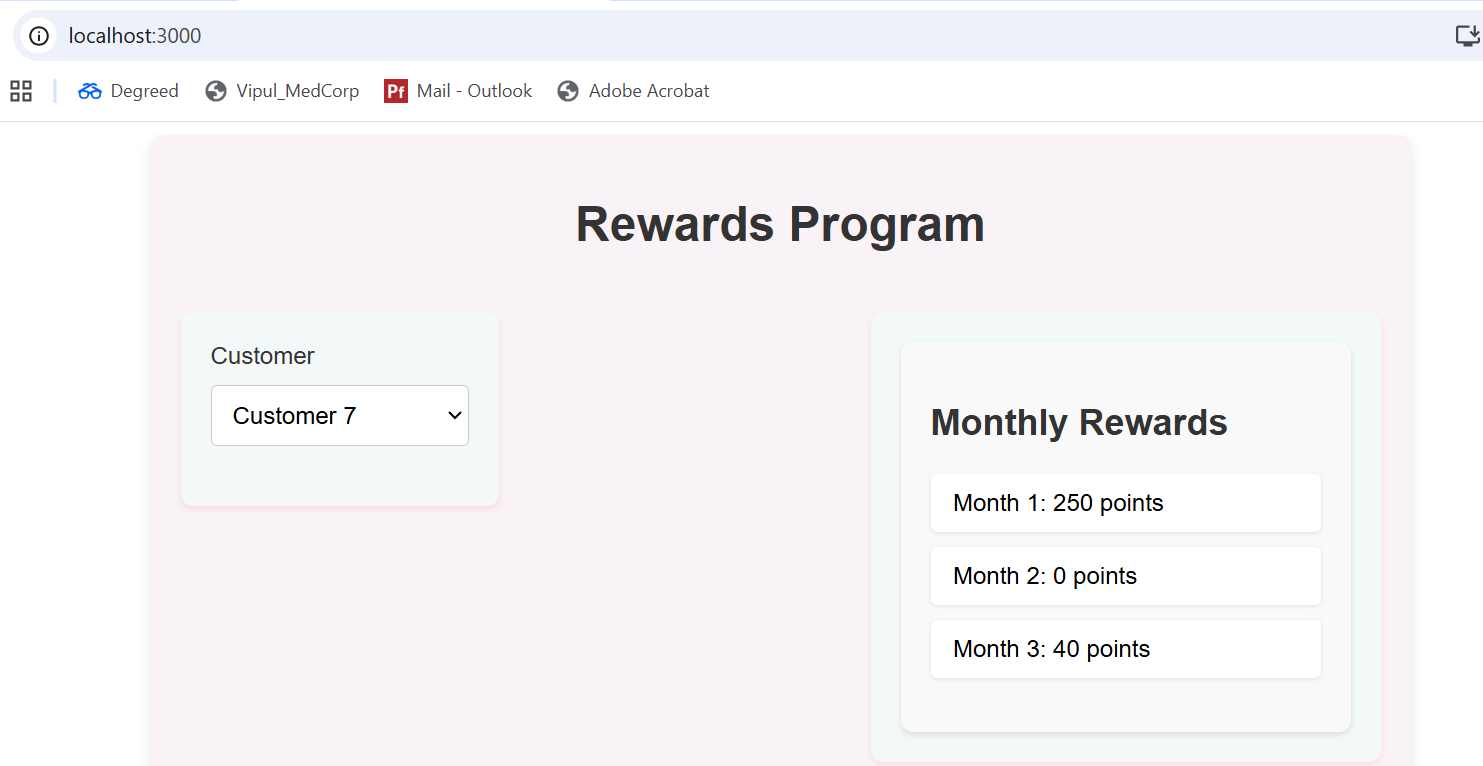 localhost:3000
Degreed Vipul_MedCorp Pf Mail - Outlook Adobe Acrobat
Rewards Program
Customer
Customer 7
Monthly Rewards
Month 1: 250 points
Month 2: 0 points
Month 3: 40 points